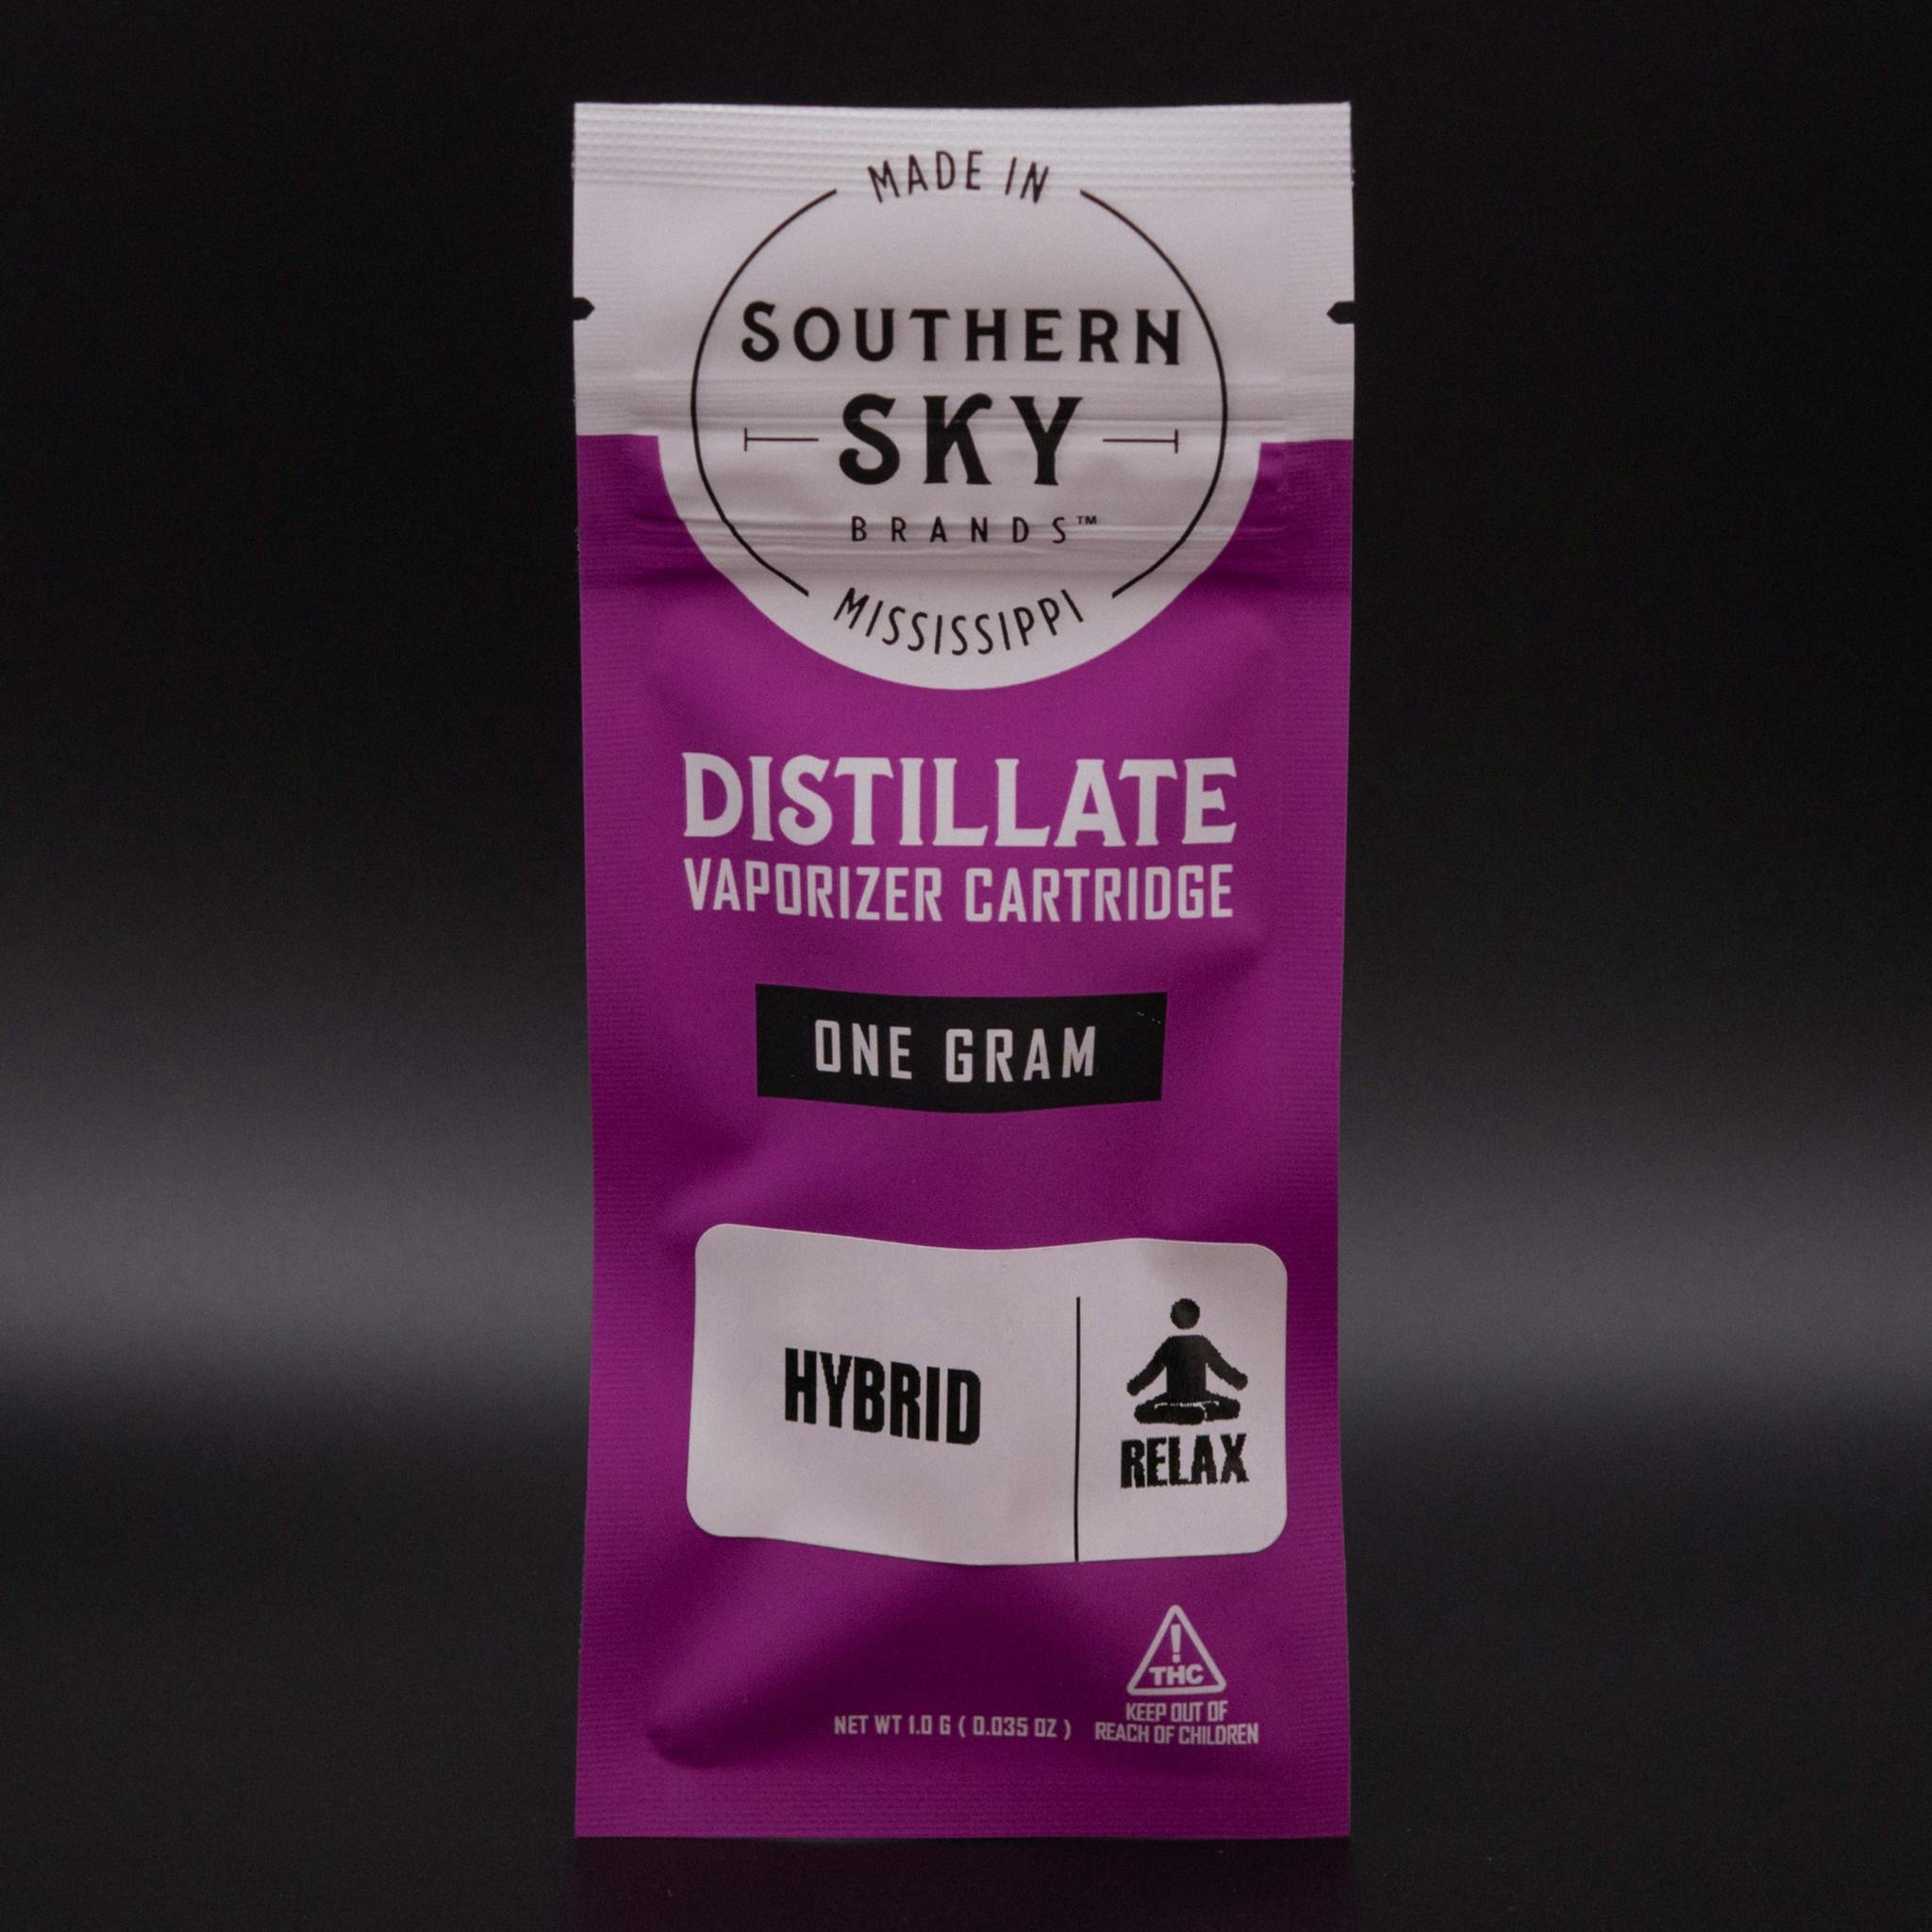 MADE IN
SOUTHERN
SKY
BRANDS™
MISSISSIPPI
DISTILLATE
VAPORIZER CARTRIDGE
ONE GRAM
HYBRID
RELAX
THC
NET WT 1.0 G ( 0.035 OZ )
KEEP OUT OF
REACH OF CHILDREN